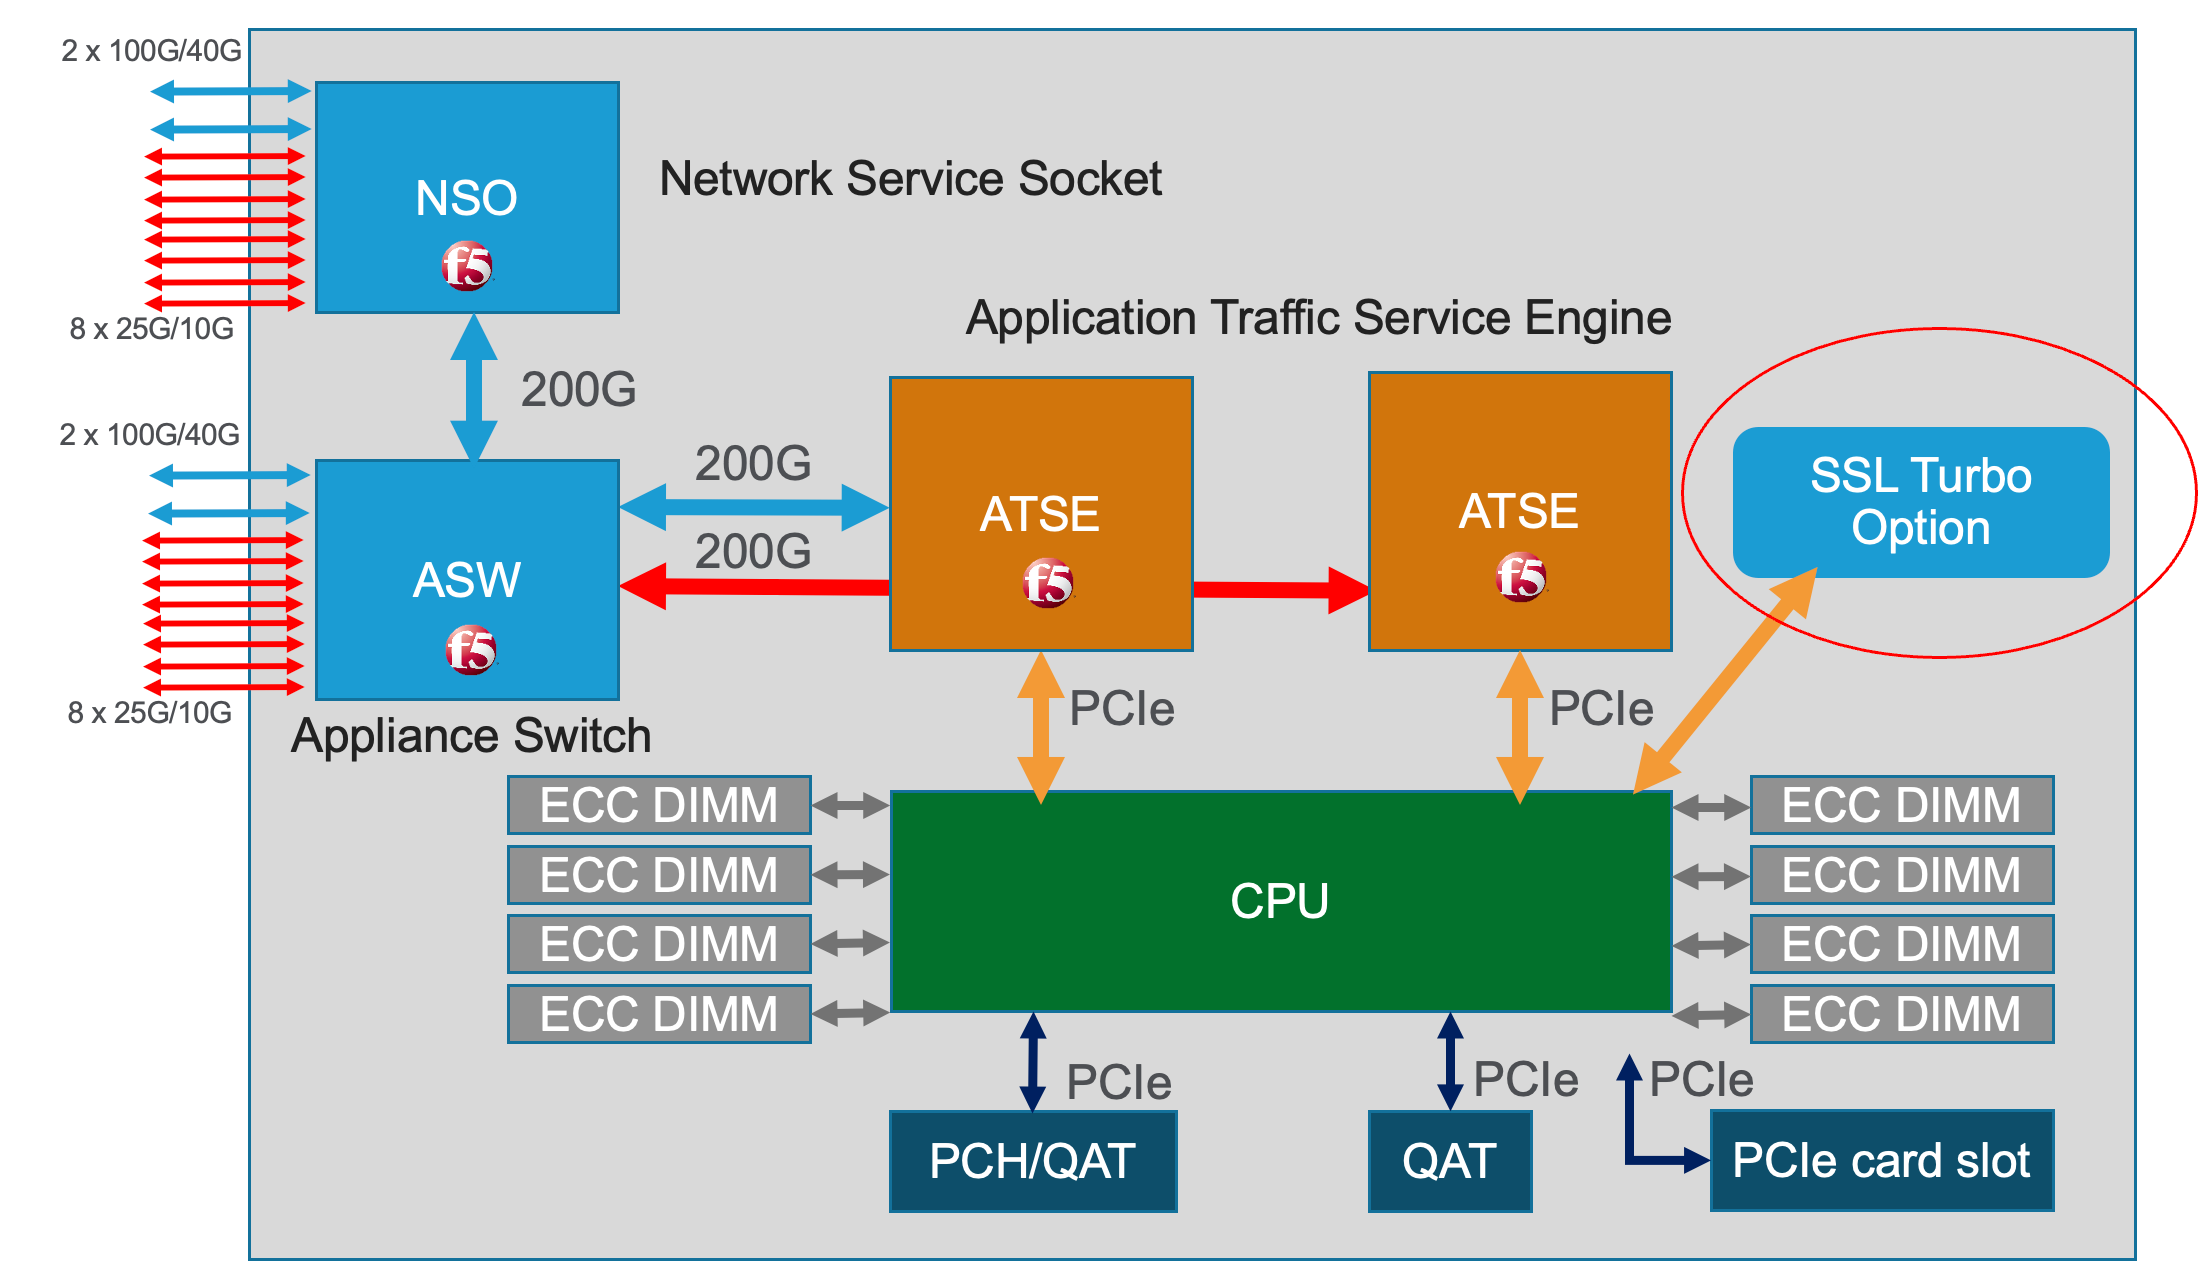 2 x 100G/40G
NSO
f5
Network Service Socket
8 x 25G/10G
Application Traffic Service Engine
200G
2 x 100G/40G
200G
SSL Turbo
Option
ATSE
f5
ATSE
f5
200G
ASW
f5
8 x 25G/10G
Appliance Switch
PCIe
PCIe
ECC DIMM
ECC DIMM
ECC DIMM
ECC DIMM
CPU
ECC DIMM
ECC DIMM
ECC DIMM
ECC DIMM
PCIe
PCIe
PCIe
PCH/QAT
QAT
PCIe card slot